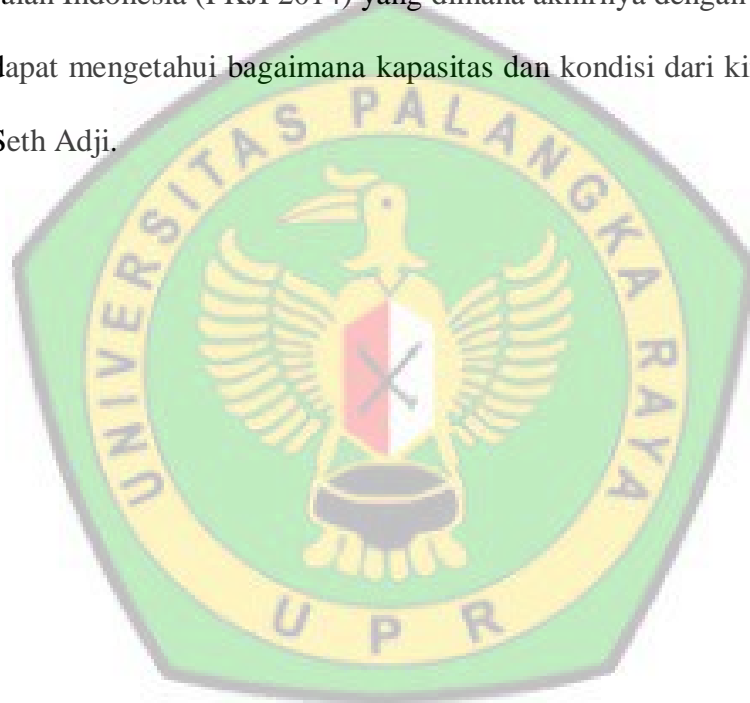 Indonesia (PKJI 2014) yang dimana akhirnya dengan
dapat mengetahui bagaimana kapasitas dan kondisi dari
Seth Adji.
UNIVERSITAS PALANGKA RAYA
UPR